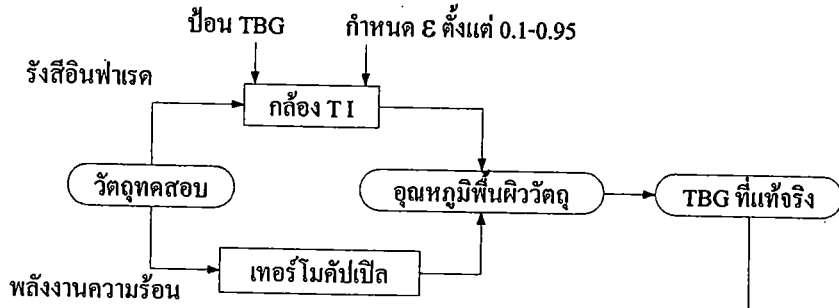 ป้อน TBG
กำหนด ε ตั้งแต่ 0.1-0.95
รังสีอินฟาเรด
กล้อง T I
วัตถุทดสอบ
อุณหภูมิพื้นผิววัตถุ
TBG ที่แท้จริง
เทอร์โมคัปเปิล
พลังงานความร้อน